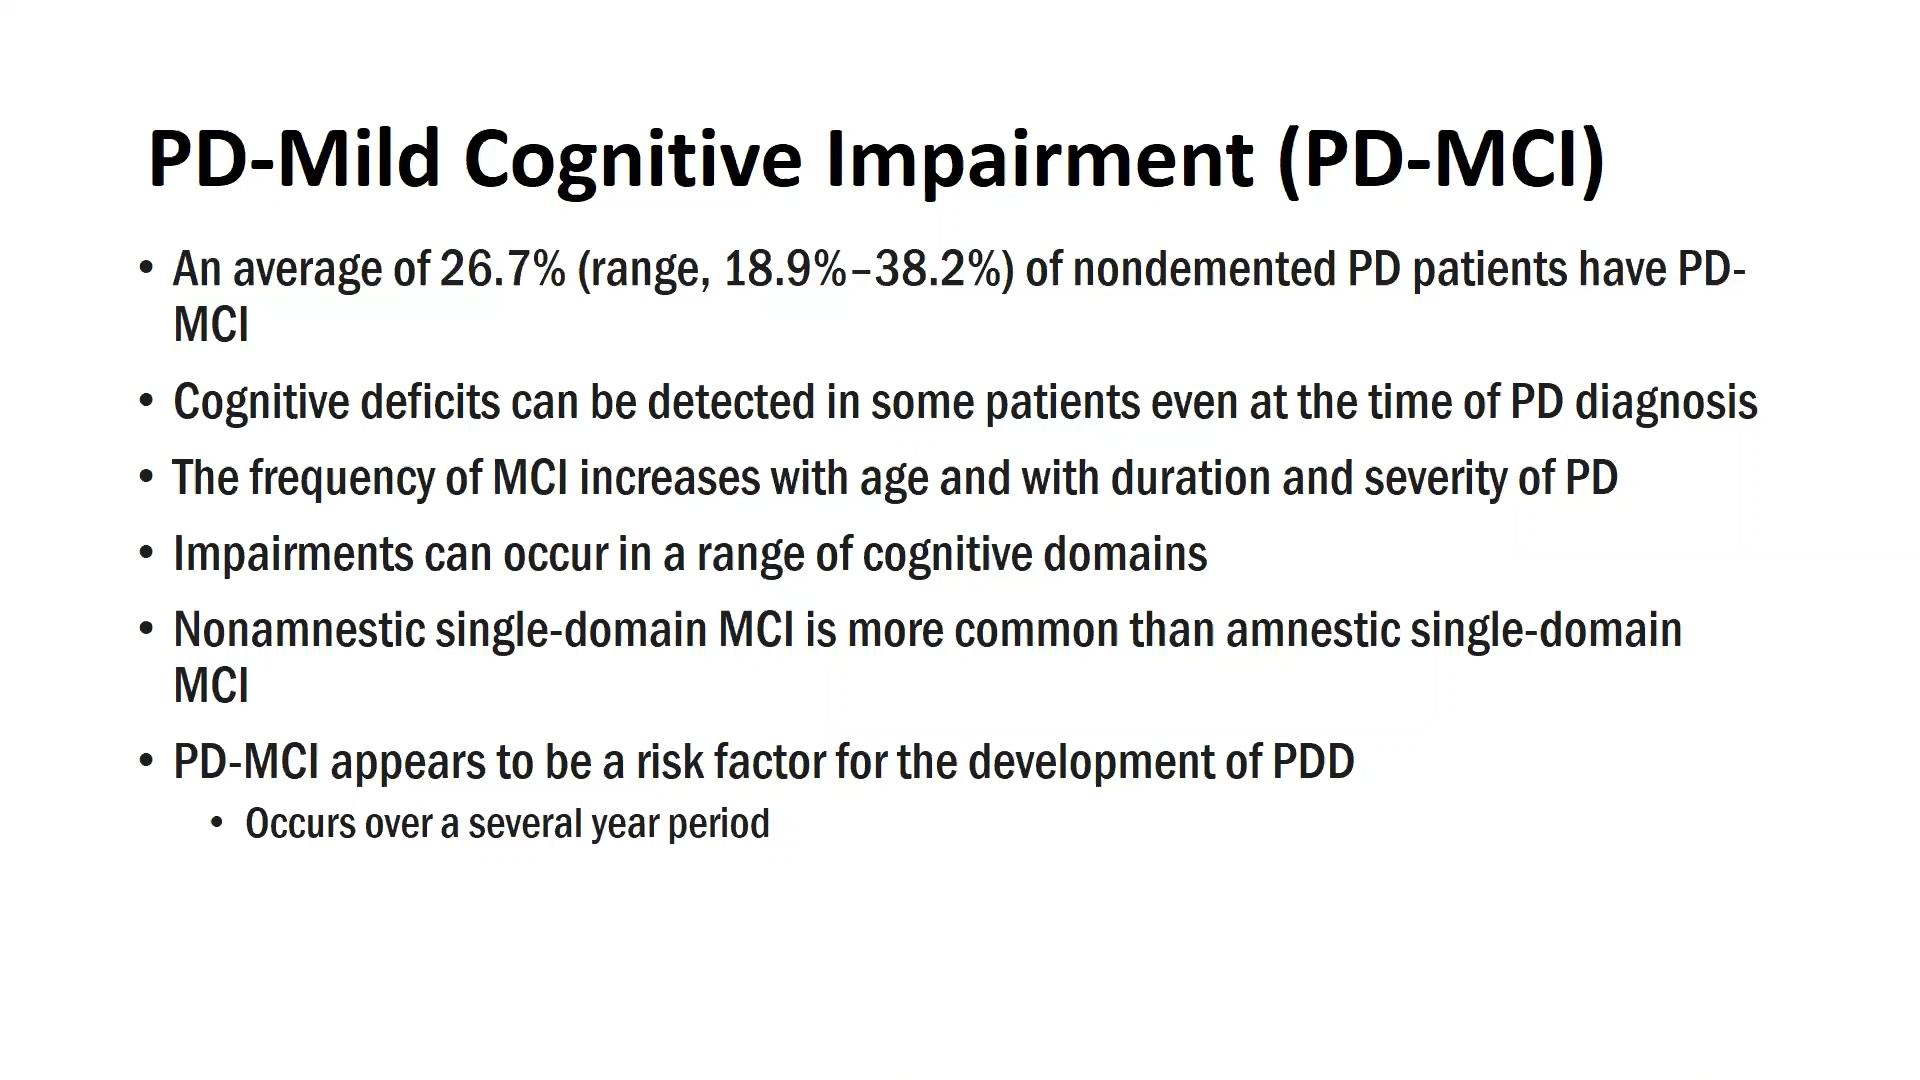 PD-Mild Cognitive Impairment (PD-MCI)
• An average of 26.7% (range, 18.9%–38.2%) of nondemented PD patients have PD-
MCI
• Cognitive deficits can be detected in some patients even at the time of PD diagnosis
• The frequency of MCI increases with age and with duration and severity of PD
• Impairments can occur in a range of cognitive domains
• Nonamnestic single-domain MCI is more common than amnestic single-domain
MCI
• PD-MCI appears to be a risk factor for the development of PDD
• Occurs over a several year period